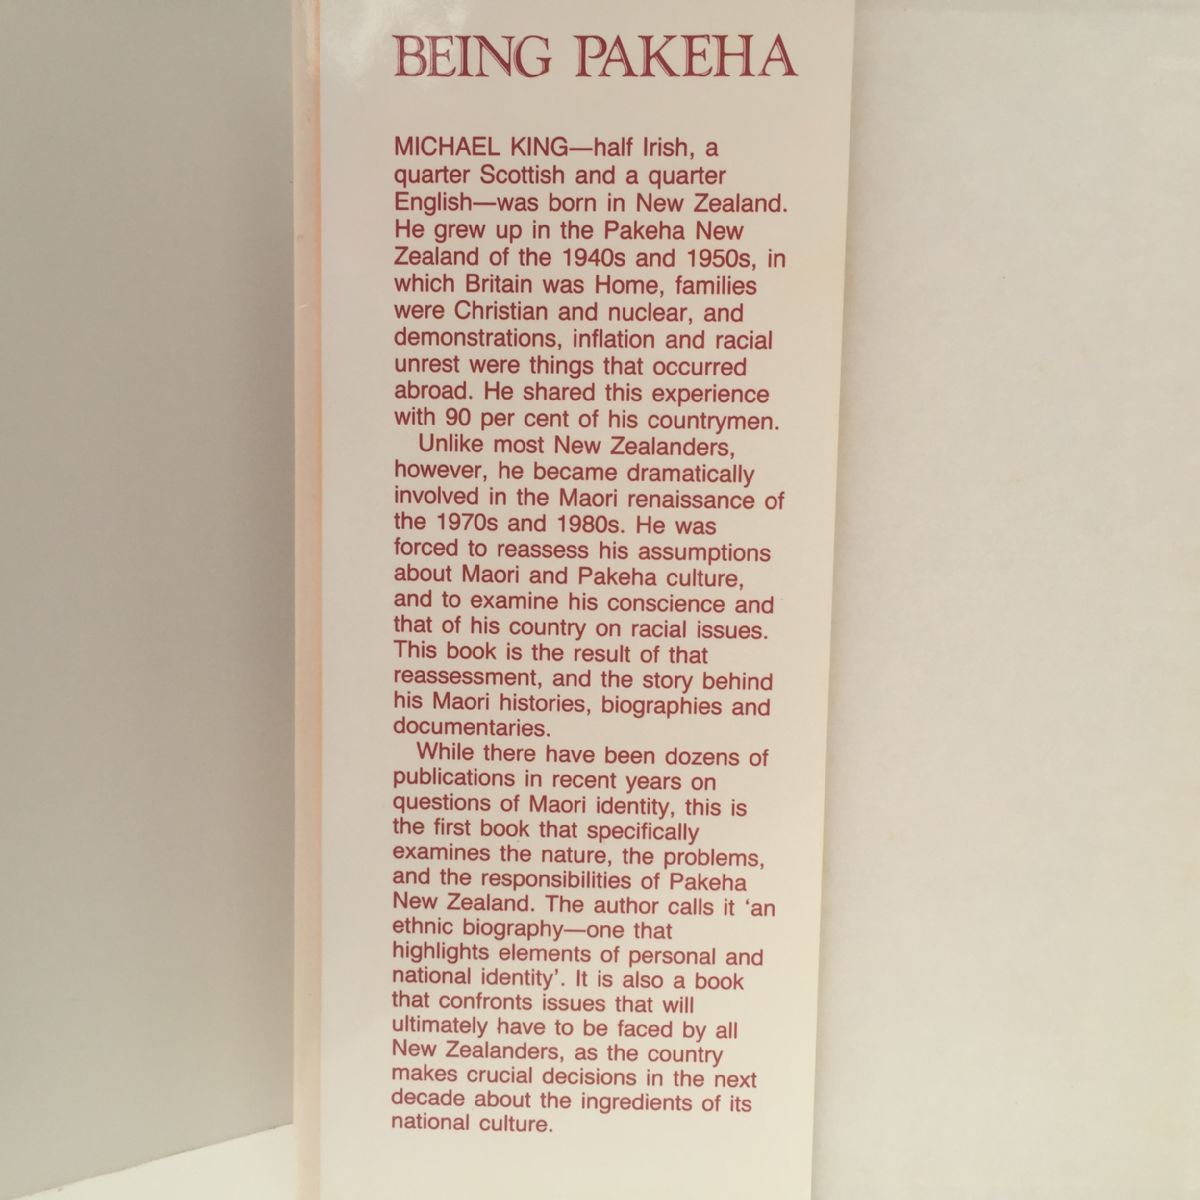 BEING PAKEHA
MICHAEL KING—half Irish, a
quarter Scottish and a quarter
English—was born in New Zealand.
He grew up in the Pakeha New
Zealand of the 1940s and 1950s, in
which Britain was Home, families
were Christian and nuclear, and
demonstrations, inflation and racial
unrest were things that occurred
abroad. He shared this experience
with 90 per cent of his countrymen.
Unlike most New Zealanders,
however, he became dramatically
involved in the Maori renaissance of
the 1970s and 1980s. He was
forced to reassess his assumptions
about Maori and Pakeha culture,
and to examine his conscience and
that of his country on racial issues.
This book is the result of that
reassessment, and the story behind
his Maori histories, biographies and
documentaries.
While there have been dozens of
publications in recent years on
questions of Maori identity, this is
the first book that specifically
examines the nature, the problems,
and the responsibilities of Pakeha
New Zealand. The author calls it ‘an
ethnic biography—one that
highlights elements of personal and
national identity’. It is also a book
that confronts issues that will
ultimately have to be faced by all
New Zealanders, as the country
makes crucial decisions in the next
decade about the ingredients of its
national culture.